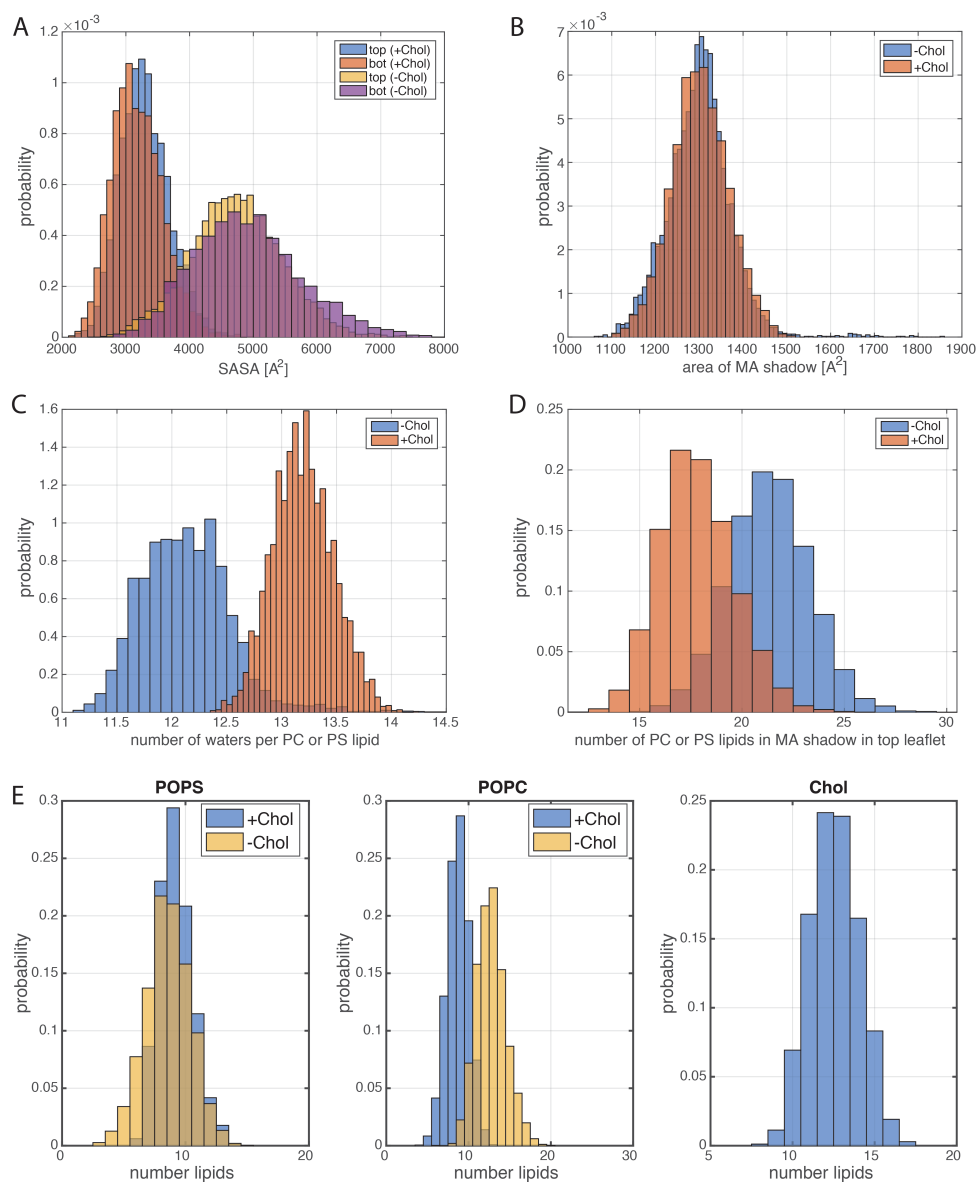 A
1.2 ×10⁻³
1
0.8
0.6
0.4
0.2
0
probability
2000 3000 4000 5000 6000 7000 8000
SASA [A²]
top (+Chol)
bot (+Chol)
top (-Chol)
bot (-Chol)
B
7 ×10⁻³
6
5
4
3
2
1
0
probability
1000 1100 1200 1300 1400 1500 1600 1700 1800 1900
area of MA shadow [A²]
-Chol
+Chol
C
1.6
1.4
1.2
1
0.8
0.6
0.4
0.2
0
probability
11 11.5 12 12.5 13 13.5 14 14.5
number of waters per PC or PS lipid
-Chol
+Chol
D
0.25
0.2
0.15
0.1
0.05
0
probability
15 20 25 30
number of PC or PS lipids in MA shadow in top leaflet
-Chol
+Chol
E
POPS
0.3
0.25
0.2
0.15
0.1
0.05
0
probability
0 10 20
number lipids
+Chol
-Chol
POPC
0.3
0.25
0.2
0.15
0.1
0.05
0
probability
0 10 20 30
number lipids
+Chol
-Chol
Chol
0.25
0.2
0.15
0.1
0.05
0
probability
5 10 15 20
number lipids